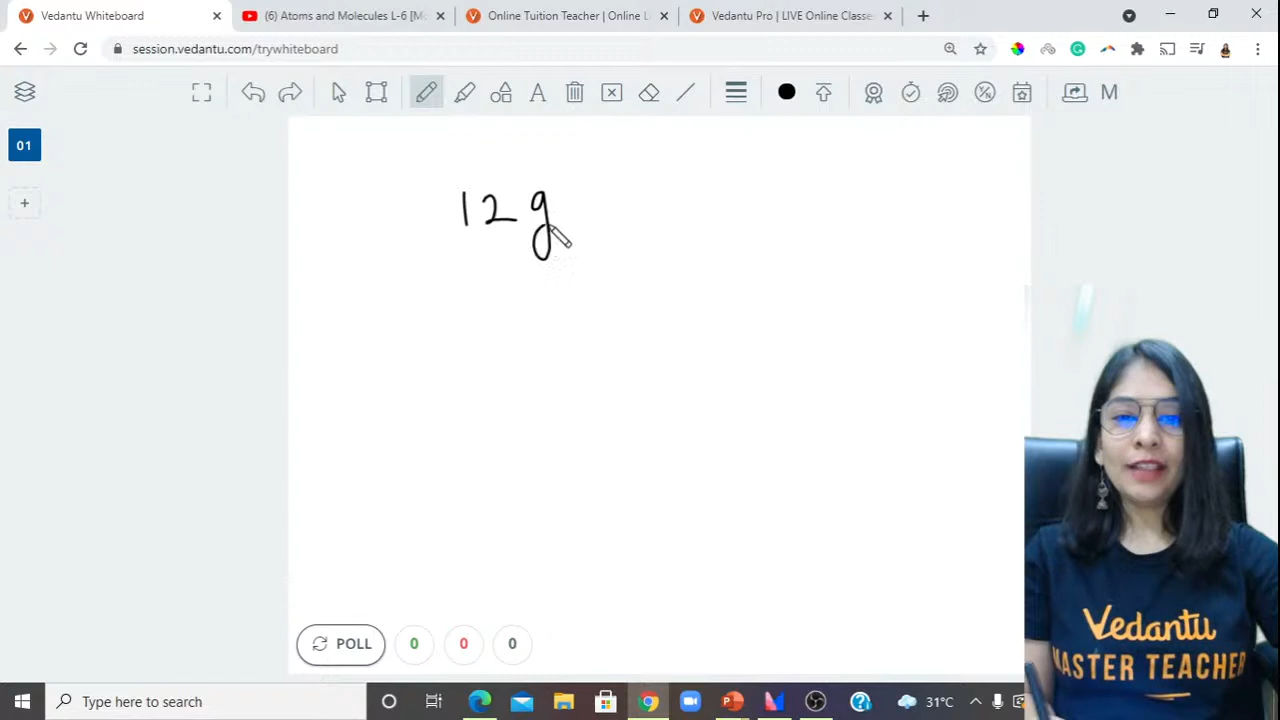 Vedantu Whiteboard
(6) Atoms and Molecules L-6 [M
Online Tuition Teacher | Online L
Vedantu Pro | LIVE Online Classe
session.vedantu.com/trywhiteboard
M
01
12 g
POLL
0
0
0
Vedantu
MASTER TEACHER
Type here to search
31°C